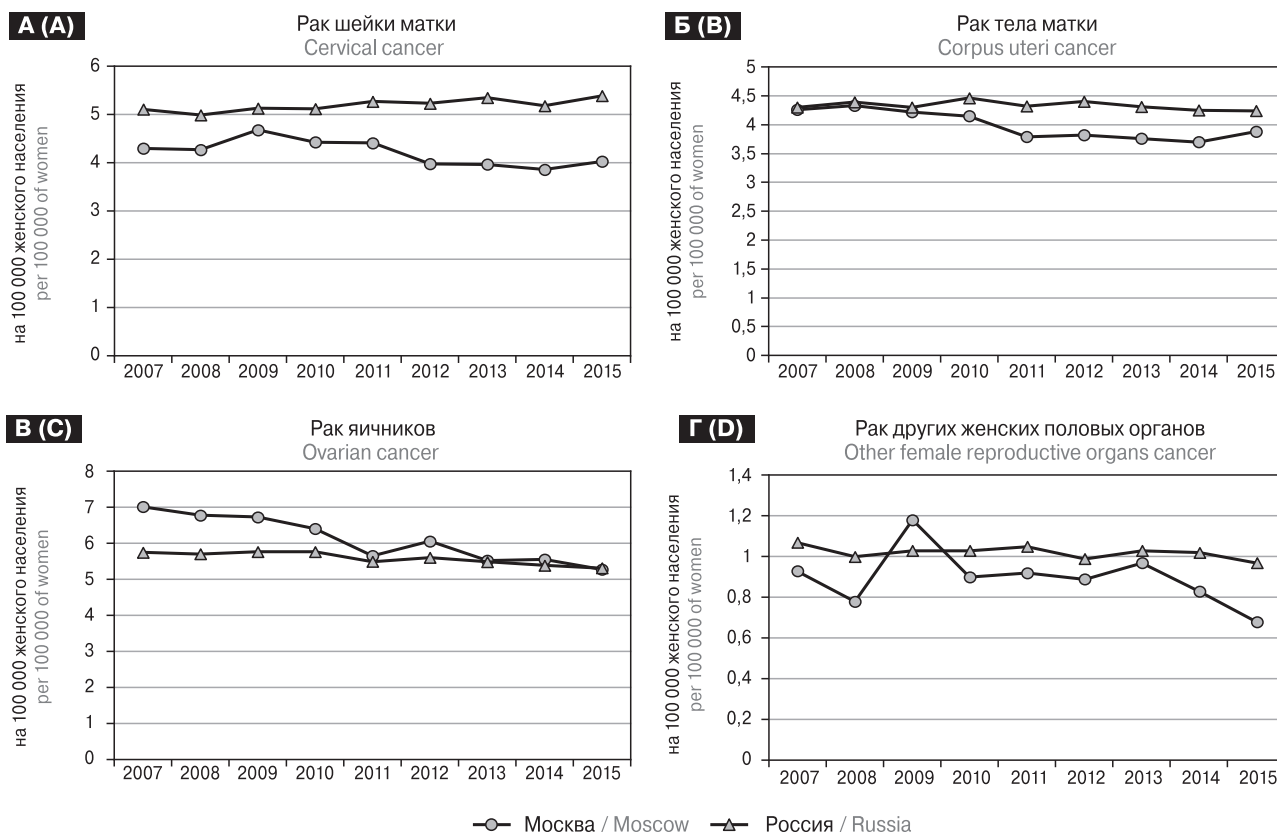 А (A)
Рак шейки матки
Cervical cancer
на 100 000 женского населения
per 100 000 of women
6
5
4
3
2
1
0
2007 2008 2009 2010 2011 2012 2013 2014 2015
Б (B)
Рак тела матки
Corpus uteri cancer
на 100 000 женского населения
per 100 000 of women
5
4,5
4
3,5
3
2,5
2
1,5
1
0,5
0
2007 2008 2009 2010 2011 2012 2013 2014 2015
В (C)
Рак яичников
Ovarian cancer
на 100 000 женского населения
per 100 000 of women
8
7
6
5
4
3
2
1
0
2007 2008 2009 2010 2011 2012 2013 2014 2015
Г (D)
Рак других женских половых органов
Other female reproductive organs cancer
на 100 000 женского населения
per 100 000 of women
1,4
1,2
1
0,8
0,6
0,4
0,2
0
2007 2008 2009 2010 2011 2012 2013 2014 2015
Москва / Moscow Россия / Russia